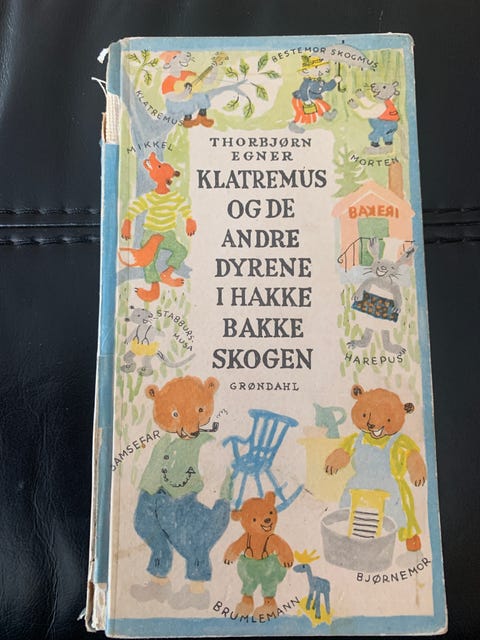 BESTEMOR SKOGMUS
KLATREMUS
MIKKEL
MORTEN
THORBJØRN
EGNER
KLATREMUS
OG DE
ANDRE
DYRENE
I HAKKE
BAKKE
SKOGEN
GRØNDAHL
BAKERI
STABBURS-
MUSA
HAREPUS
BAMSEFAR
BJØRNEMOR
BRUMLEMANN